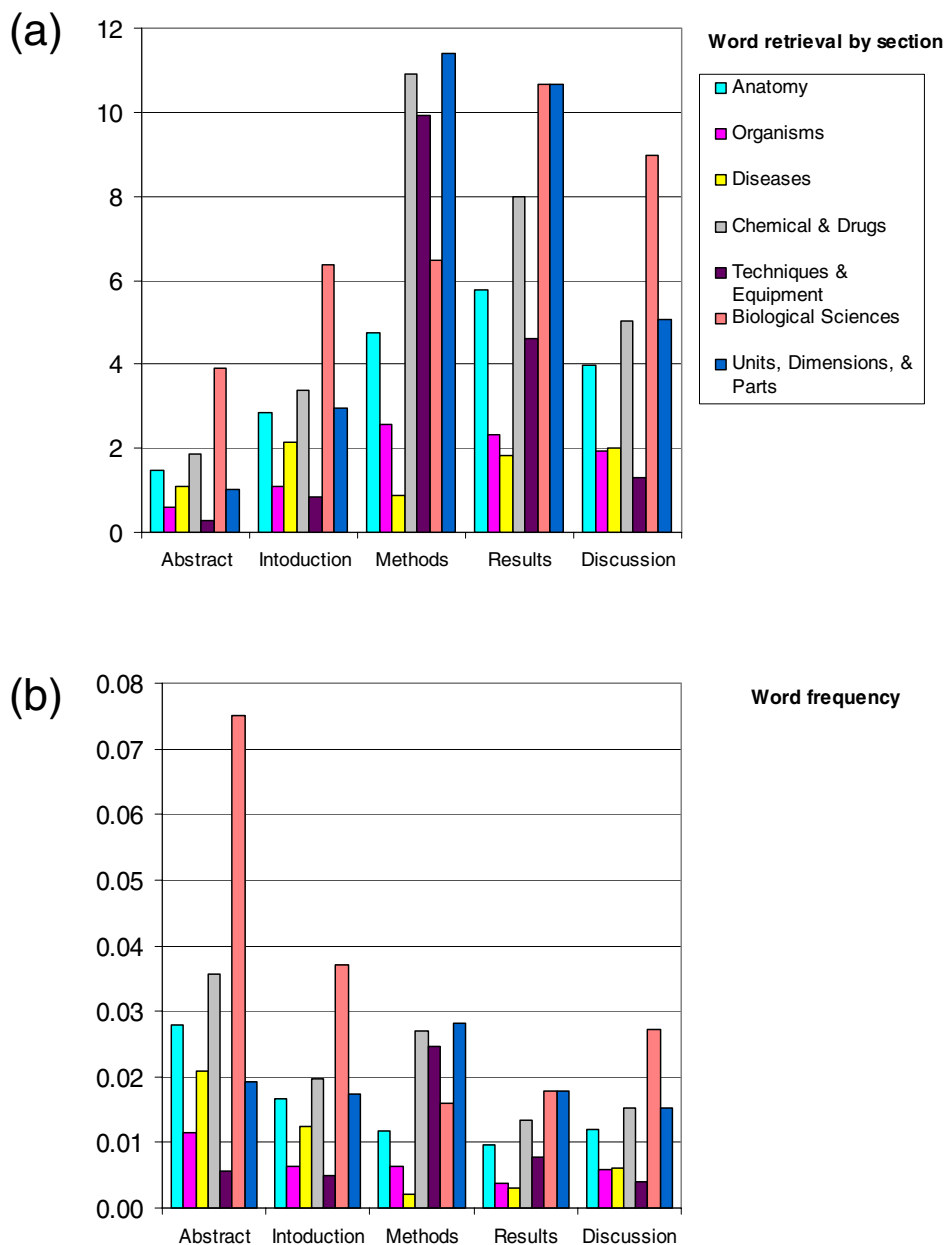 (a)
Word retrieval by section
12
10
8
6
4
2
0
Abstract Intoduction Methods Results Discussion
Anatomy
Organisms
Diseases
Chemical & Drugs
Techniques &
Equipment
Biological Sciences
Units, Dimensions, &
Parts
(b)
Word frequency
0.08
0.07
0.06
0.05
0.04
0.03
0.02
0.01
0.00
Abstract Intoduction Methods Results Discussion